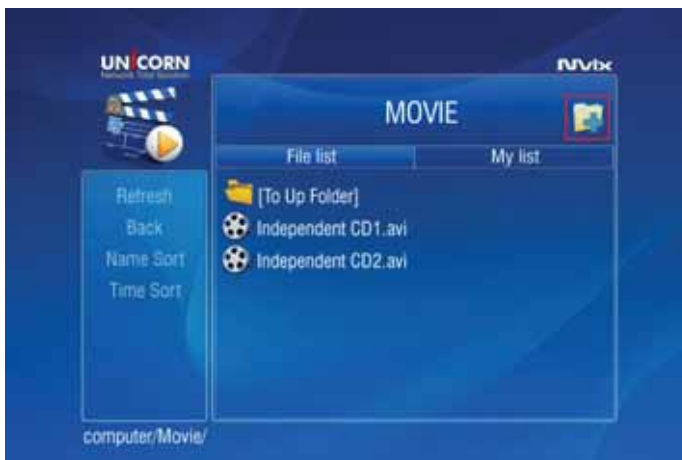 UNiCORN
NVIX
MOVIE
File list
My list
Refresh
Back
Name Sort
Time Sort
[To Up Folder]
Independent CD1.avi
Independent CD2.avi
computer/Movie/